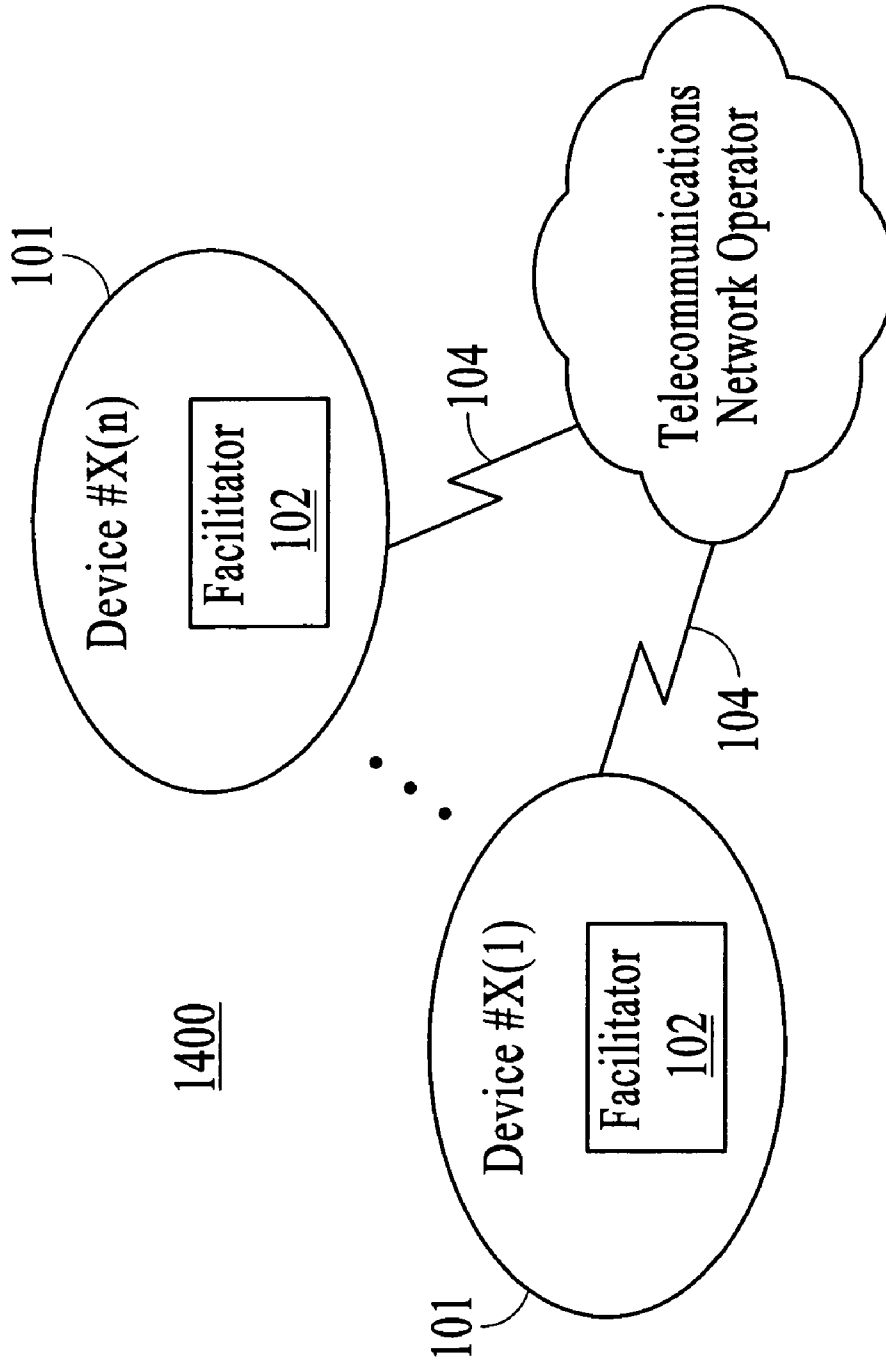 101
Device #X(n)
1400
Facilitator
102
101
104
Device #X(1)
Facilitator
102
Telecommunications
Network Operator
104